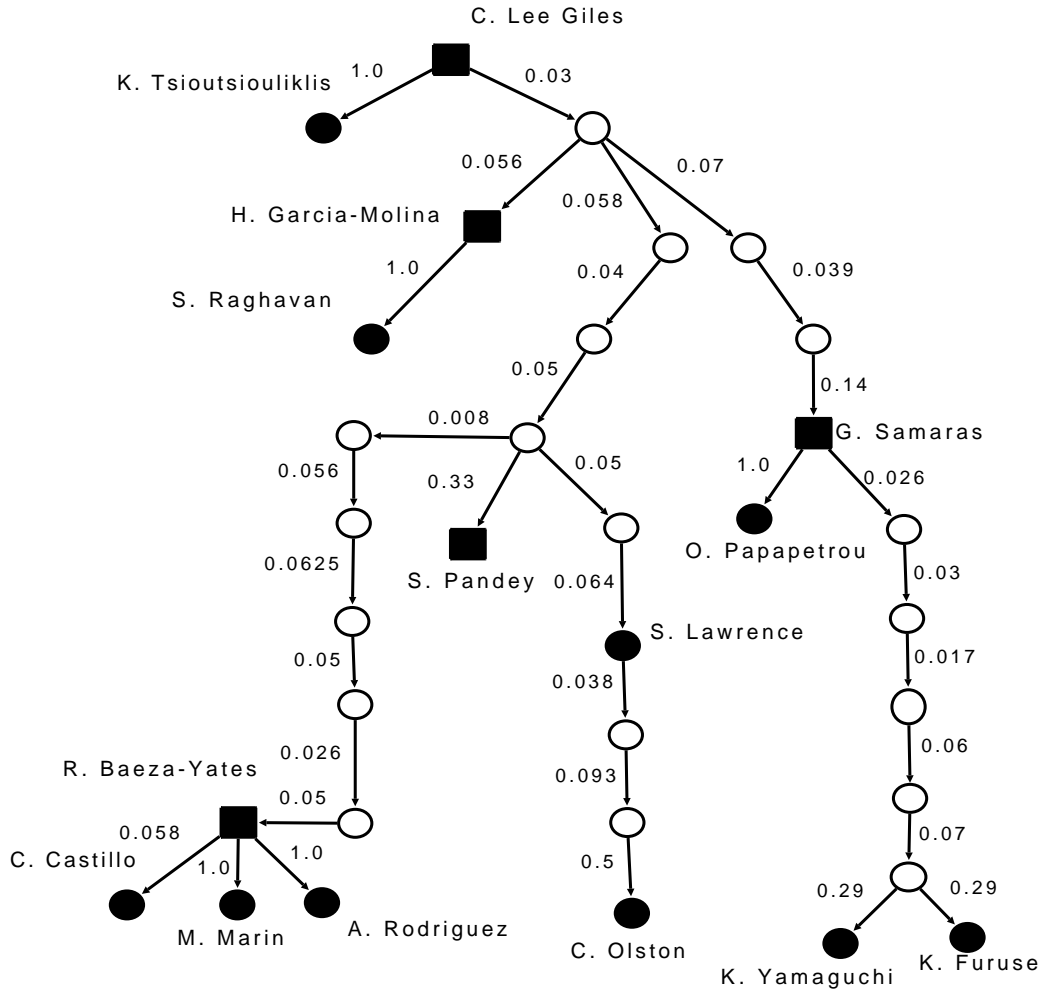 C. Lee Giles
K. Tsioutsiouliklis
1.0
0.03
0.056
0.07
0.058
H. Garcia-Molina
1.0
0.04
0.039
S. Raghavan
0.05
0.14
0.008
G. Samaras
0.056
0.33
0.05
1.0
0.026
O. Papapetrou
0.0625
S. Pandey
0.064
0.03
S. Lawrence
0.05
0.038
0.017
0.026
0.06
R. Baeza-Yates
0.05
0.093
0.058
0.07
C. Castillo
1.0
1.0
0.5
0.29
0.29
M. Marin
A. Rodriguez
C. Olston
K. Yamaguchi
K. Furuse